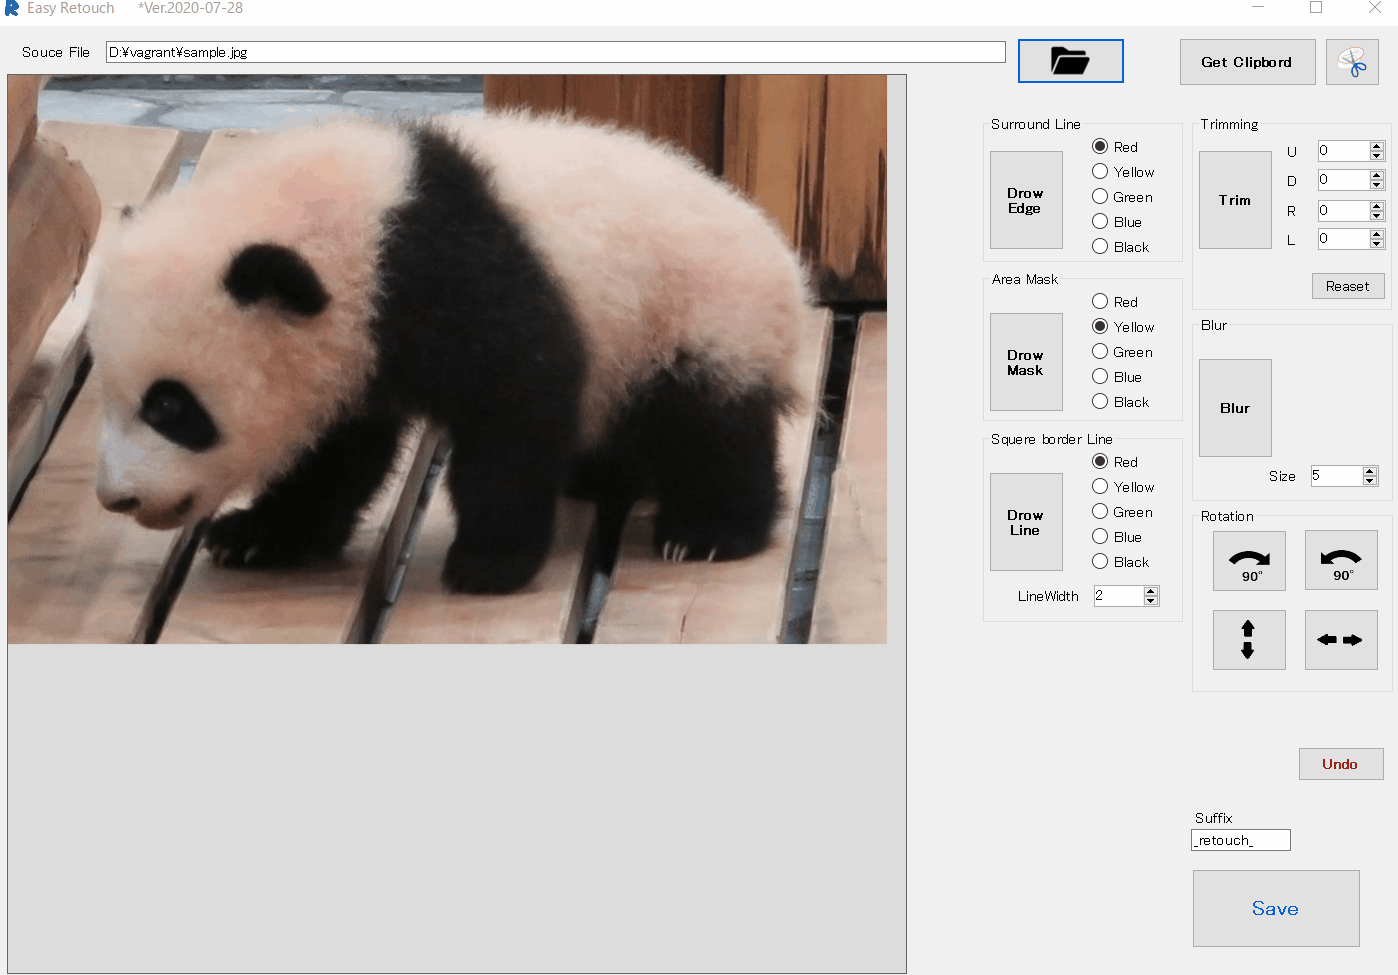 Easy Retouch *Ver.2020-07-28
Souce File D:¥vagrant¥sample.jpg
Get Clipbord
Surround Line
Drow
Edge
Red
Yellow
Green
Blue
Black
Trimming
Trim
U 0
D 0
R 0
L 0
Reaset
Area Mask
Drow
Mask
Red
Yellow
Green
Blue
Black
Blur
Blur
Size 5
Squere border Line
Drow
Line
Red
Yellow
Green
Blue
Black
LineWidth 2
Rotation
90°
90°
Undo
Suffix
_retouch_
Save